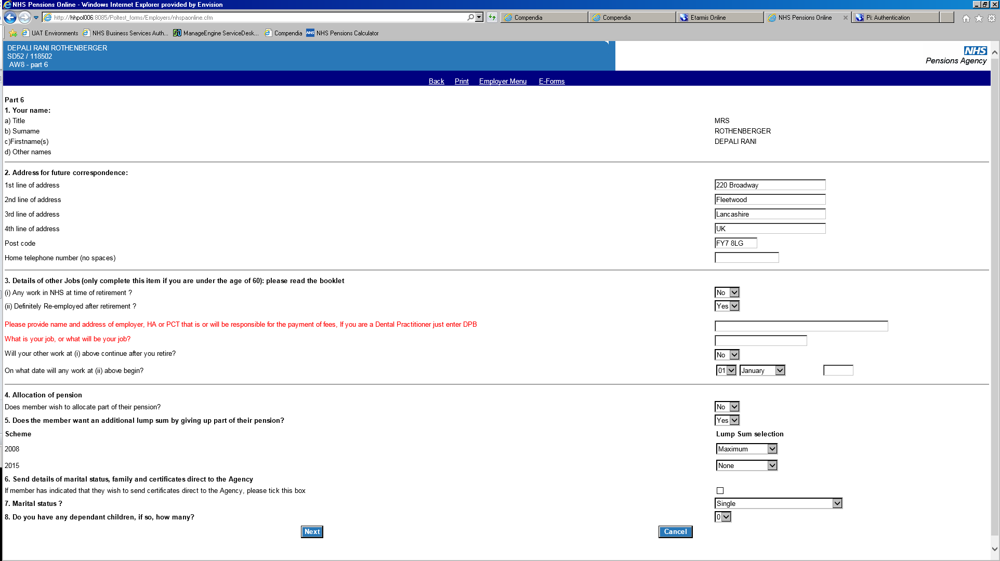 NHS Pensions Online - Windows Internet Explorer provided by Envision
http://hhpol006:8085/Poltest_forms/Employers/nhspaonline.cfm
Compendia
Compendia
Etarmis Online
NHS Pensions Online
Pi: Authentication
UAT Environments
NHS Business Services Auth...
ManageEngine ServiceDesk...
Compendia
NHS Pensions Calculator
DEPALI RANI ROTHENBERGER
SD52 / 118502
AW8 - part 6
NHS
Pensions Agency
Back Print Employer Menu E-Forms
Part 6
1. Your name:
a) Title MRS
b) Surname ROTHENBERGER
c)Firstname(s) DEPALI RANI
d) Other names
2. Address for future correspondence:
1st line of address 220 Broadway
2nd line of address Fleetwood
3rd line of address Lancashire
4th line of address UK
Post code FY7 8LG
Home telephone number (no spaces)
3. Details of other Jobs (only complete this item if you are under the age of 60): please read the booklet
(i) Any work in NHS at time of retirement ? No
(ii) Definitely Re-employed after retirement ? Yes
Please provide name and address of employer, HA or PCT that is or will be responsible for the payment of fees, If you are a Dental Practitioner just enter DPB
What is your job, or what will be your job?
Will your other work at (i) above continue after you retire? No
On what date will any work at (ii) above begin? 01 January
4. Allocation of pension
Does member wish to allocate part of their pension? No
5. Does the member want an additional lump sum by giving up part of their pension? Yes
Scheme Lump Sum selection
2008 Maximum
2015 None
6. Send details of marital status, family and certificates direct to the Agency
If member has indicated that they wish to send certificates direct to the Agency, please tick this box
7. Marital status ? Single
8. Do you have any dependant children, if so, how many? 0
Next Cancel